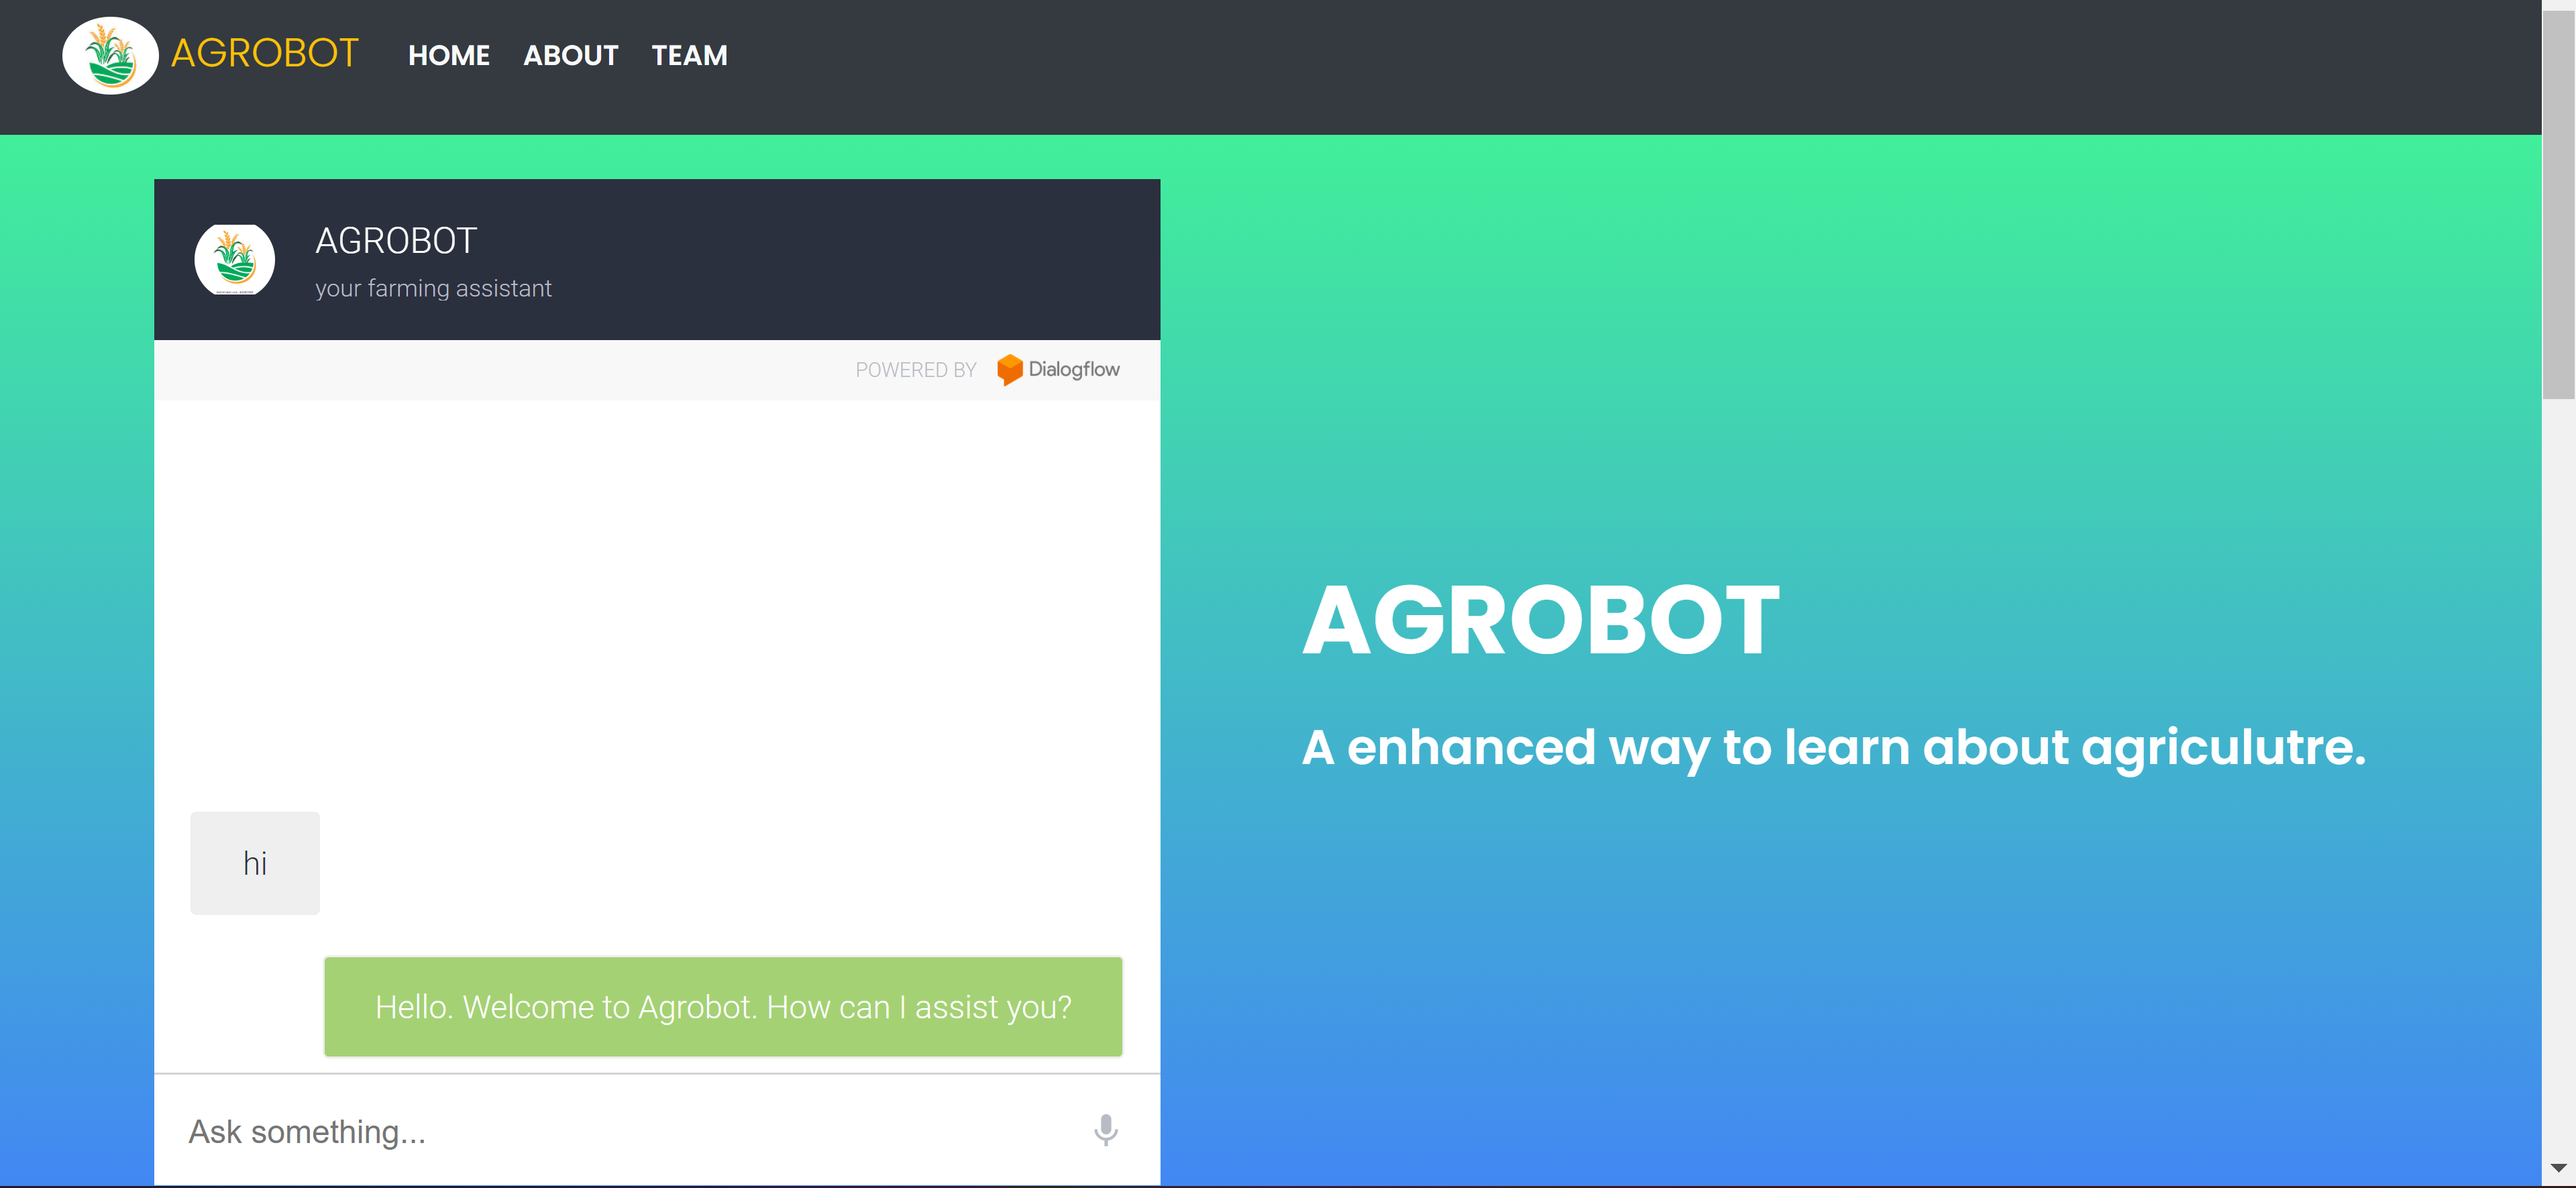 AGROBOT
HOME
ABOUT
TEAM
AGROBOT
your farming assistant
POWERED BY Dialogflow
hi
Hello. Welcome to Agrobot. How can I assist you?
Ask something...
AGROBOT
A enhanced way to learn about agriculutre.